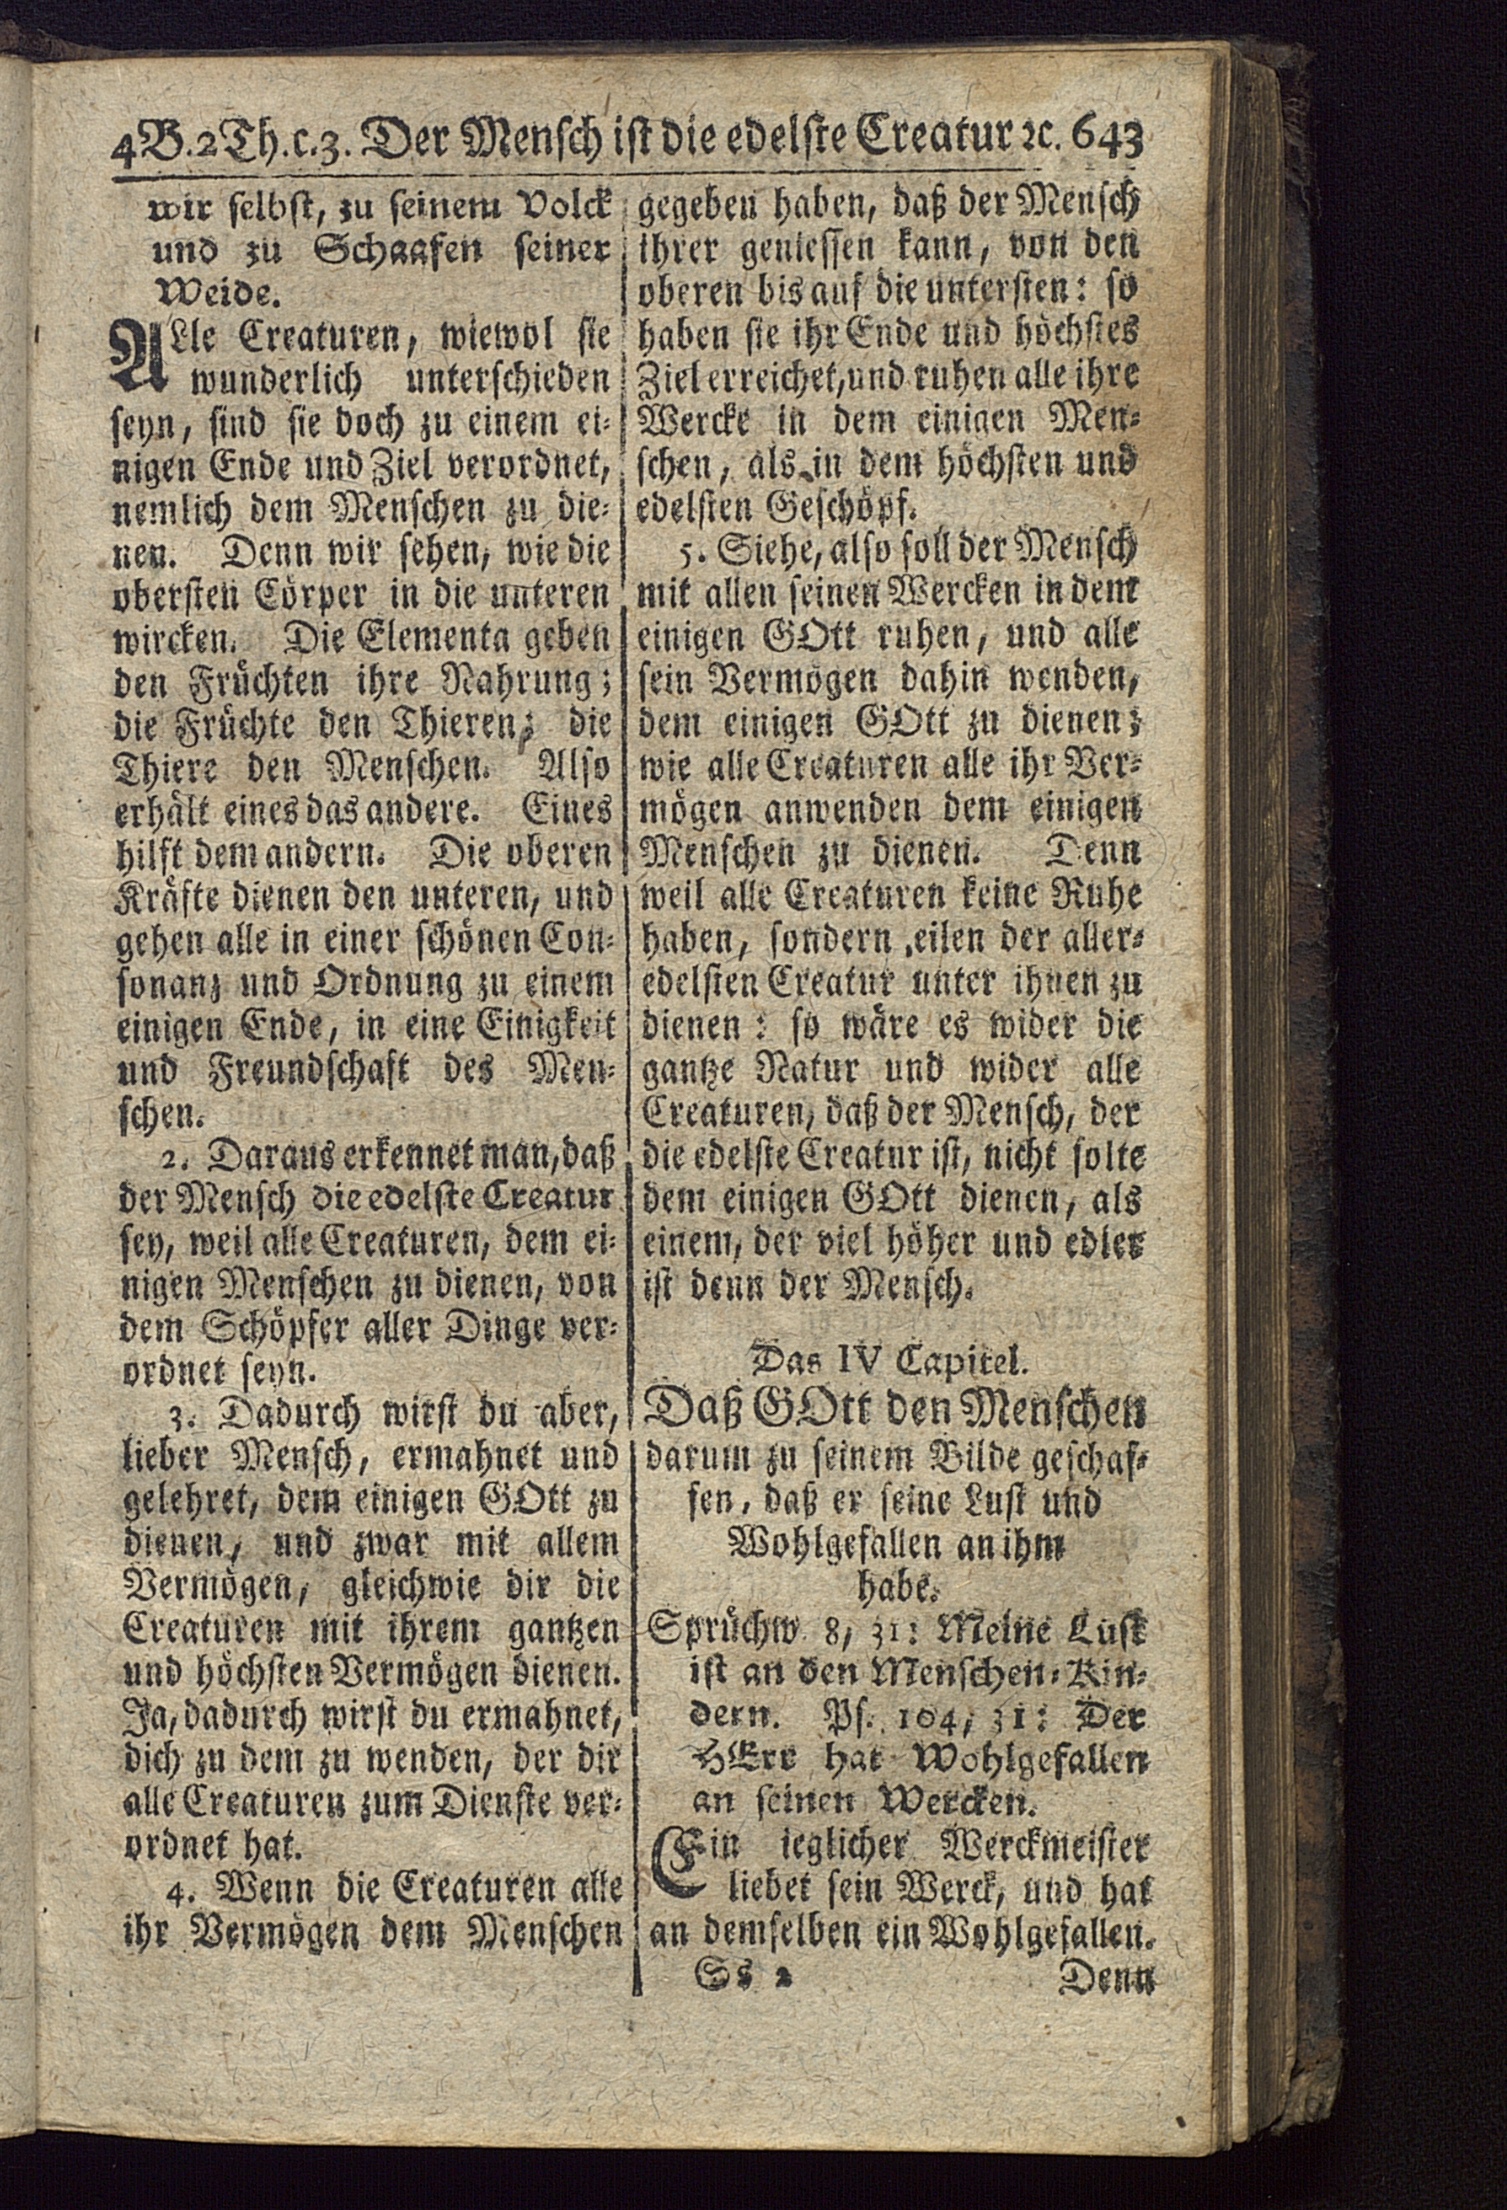 4B.2Th.c.3. Der Mensch ist die edelste Creatur ꝛc. 643
wir selbst, zu seinem Volck
und zu Schaafen seiner
Weide.
ALle Creaturen, wiewol sie
wunderlich unterschieden
seyn, sind sie doch zu einem ei-
nigen Ende und Ziel verordnet,
nemlich dem Menschen zu die-
nen. Denn wir sehen, wie die
obersten Cörper in die unteren
wircken. Die Elementa geben
den Früchten ihre Nahrung;
die Früchte den Thieren; die
Thiere den Menschen. Also
erhält eines das andere. Eines
hilft dem andern. Die oberen
Kräfte dienen den unteren, und
gehen alle in einer schönen Con-
sonanz und Ordnung zu einem
einigen Ende, in eine Einigkeit
und Freundschaft des Men-
schen.
2. Daraus erkennet man, daß
der Mensch die edelste Creatur
sey, weil alle Creaturen, dem ei-
nigen Menschen zu dienen, von
dem Schöpfer aller Dinge ver-
ordnet seyn.
3. Dadurch wirst du aber,
lieber Mensch, ermahnet und
gelehret, dem einigen GOtt zu
dienen, und zwar mit allem
Vermögen, gleichwie dir die
Creaturen mit ihrem gantzen
und höchsten Vermögen dienen.
Ja, dadurch wirst du ermahnet,
dich zu dem zu wenden, der dir
alle Creaturen zum Dienste ver-
ordnet hat.
4. Wenn die Creaturen alle
ihr Vermögen dem Menschen
gegeben haben, daß der Mensch
ihrer geniessen kann, von den
oberen bis auf die untersten: so
haben sie ihr Ende und höchstes
Ziel erreichet, und ruhen alle ihre
Wercke in dem einigen Men-
schen, als in dem höchsten und
edelsten Geschöpf.
5. Siehe, also soll der Mensch
mit allen seinen Wercken in dem
einigen GOtt ruhen, und alle
sein Vermögen dahin wenden,
dem einigen GOtt zu dienen;
wie alle Creaturen alle ihr Ver-
mögen anwenden dem einigen
Menschen zu dienen. Denn
weil alle Creaturen keine Ruhe
haben, sondern eilen der aller-
edelsten Creatur unter ihnen zu
dienen: so wäre es wider die
gantze Natur und wider alle
Creaturen, daß der Mensch, der
die edelste Creatur ist, nicht solte
dem einigen GOtt dienen, als
einem, der viel höher und edler
ist denn der Mensch.
Das IV Capitel.
Daß GOtt den Menschen
darum zu seinem Bilde geschaf-
fen, daß er seine Lust und
Wohlgefallen an ihm
habe.
Sprüchw. 8, 31: Meine Lust
ist an den Menschen-Kin-
dern. Ps. 104, 31: Der
HErr hat Wohlgefallen
an seinen Wercken.
Ein ieglicher Werckmeister
liebet sein Werck, und hat
an demselben ein Wohlgefallen.
Ss 2 Denn